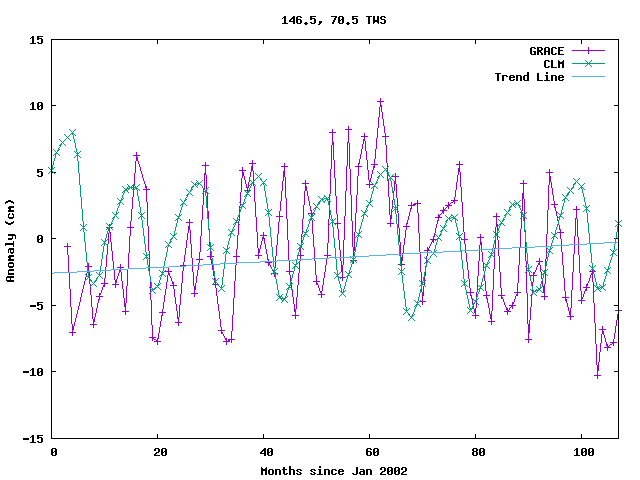 146.5, 70.5 TWS
GRACE
CLM
Trend Line
15
10
5
0
-5
-10
-15
Anomaly (cm)
0 20 40 60 80 100
Months since Jan 2002